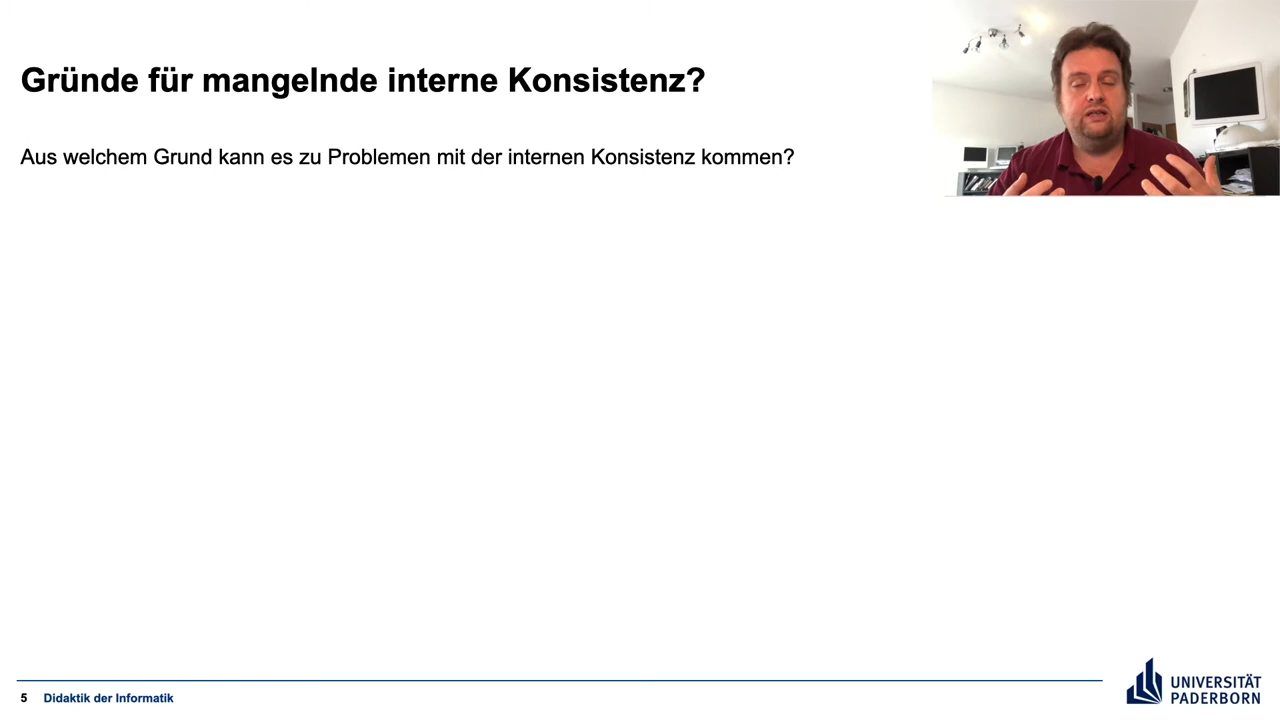 Gründe für mangelnde interne Konsistenz?
Aus welchem Grund kann es zu Problemen mit der internen Konsistenz kommen?
5 Didaktik der Informatik
UNIVERSITÄT
PADERBORN